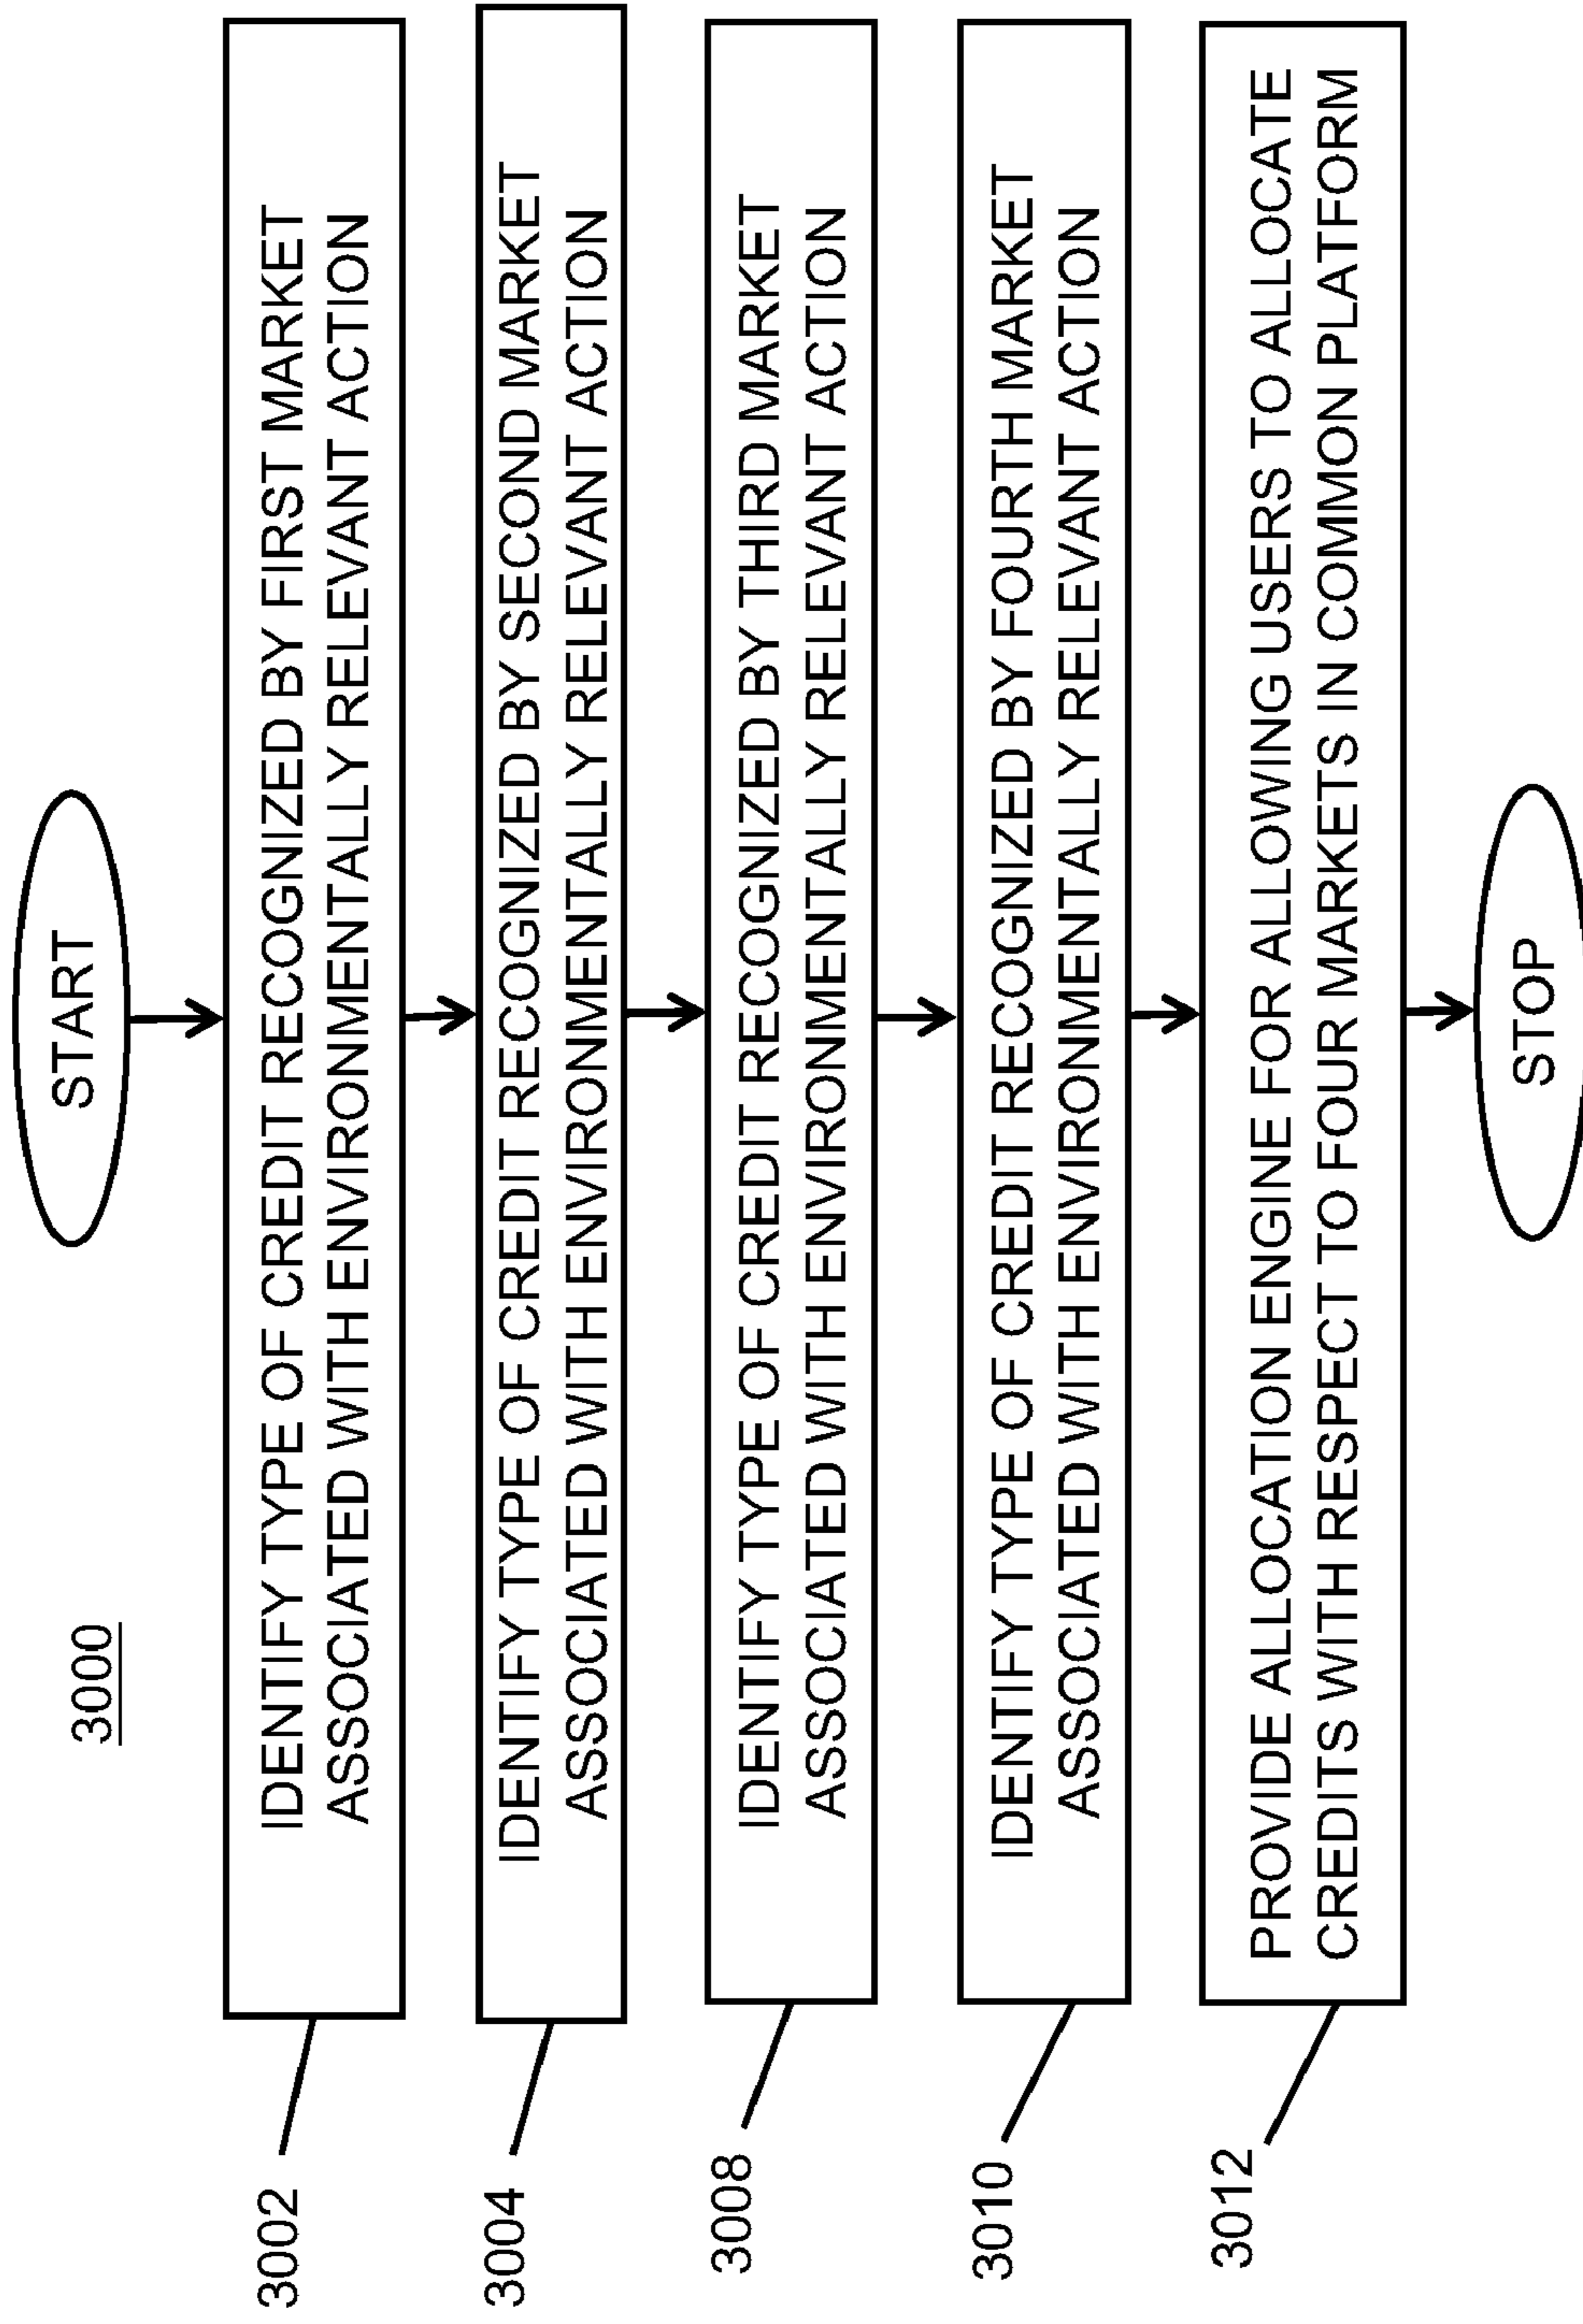 3000
START
3002
IDENTIFY TYPE OF CREDIT RECOGNIZED BY FIRST MARKET
ASSOCIATED WITH ENVIRONMENTALLY RELEVANT ACTION
3004
IDENTIFY TYPE OF CREDIT RECOGNIZED BY SECOND MARKET
ASSOCIATED WITH ENVIRONMENTALLY RELEVANT ACTION
3008
IDENTIFY TYPE OF CREDIT RECOGNIZED BY THIRD MARKET
ASSOCIATED WITH ENVIRONMENTALLY RELEVANT ACTION
3010
IDENTIFY TYPE OF CREDIT RECOGNIZED BY FOURTH MARKET
ASSOCIATED WITH ENVIRONMENTALLY RELEVANT ACTION
3012
PROVIDE ALLOCATION ENGINE FOR ALLOWING USERS TO ALLOCATE
CREDITS WITH RESPECT TO FOUR MARKETS IN COMMON PLATFORM
STOP